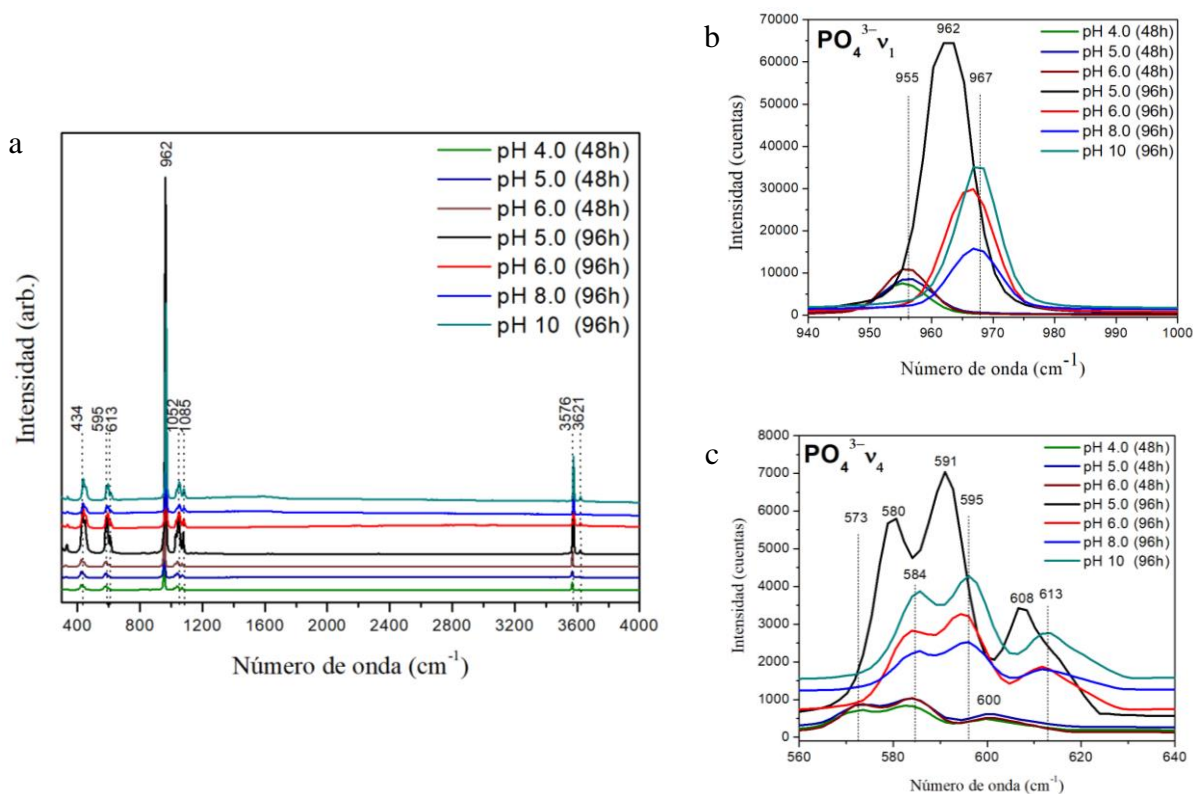 a
Intensidad (arb.)
962
434
595
613
1052
1085
3576
3621
pH 4.0 (48h)
pH 5.0 (48h)
pH 6.0 (48h)
pH 5.0 (96h)
pH 6.0 (96h)
pH 8.0 (96h)
pH 10 (96h)
400 800 1200 1600 2000 2400 2800 3200 3600 4000
Número de onda (cm⁻¹)
b
PO₄³⁻ν₁
Intensidad (cuentas)
70000
60000
50000
40000
30000
20000
10000
0
962
955
967
pH 4.0 (48h)
pH 5.0 (48h)
pH 6.0 (48h)
pH 5.0 (96h)
pH 6.0 (96h)
pH 8.0 (96h)
pH 10 (96h)
940 950 960 970 980 990 1000
Número de onda (cm⁻¹)
c
PO₄³⁻ν₄
Intensidad (cuentas)
8000
7000
6000
5000
4000
3000
2000
1000
0
573
580
591
595
584
608
613
600
pH 4.0 (48h)
pH 5.0 (48h)
pH 6.0 (48h)
pH 5.0 (96h)
pH 6.0 (96h)
pH 8.0 (96h)
pH 10 (96h)
560 580 600 620 640
Número de onda (cm⁻¹)